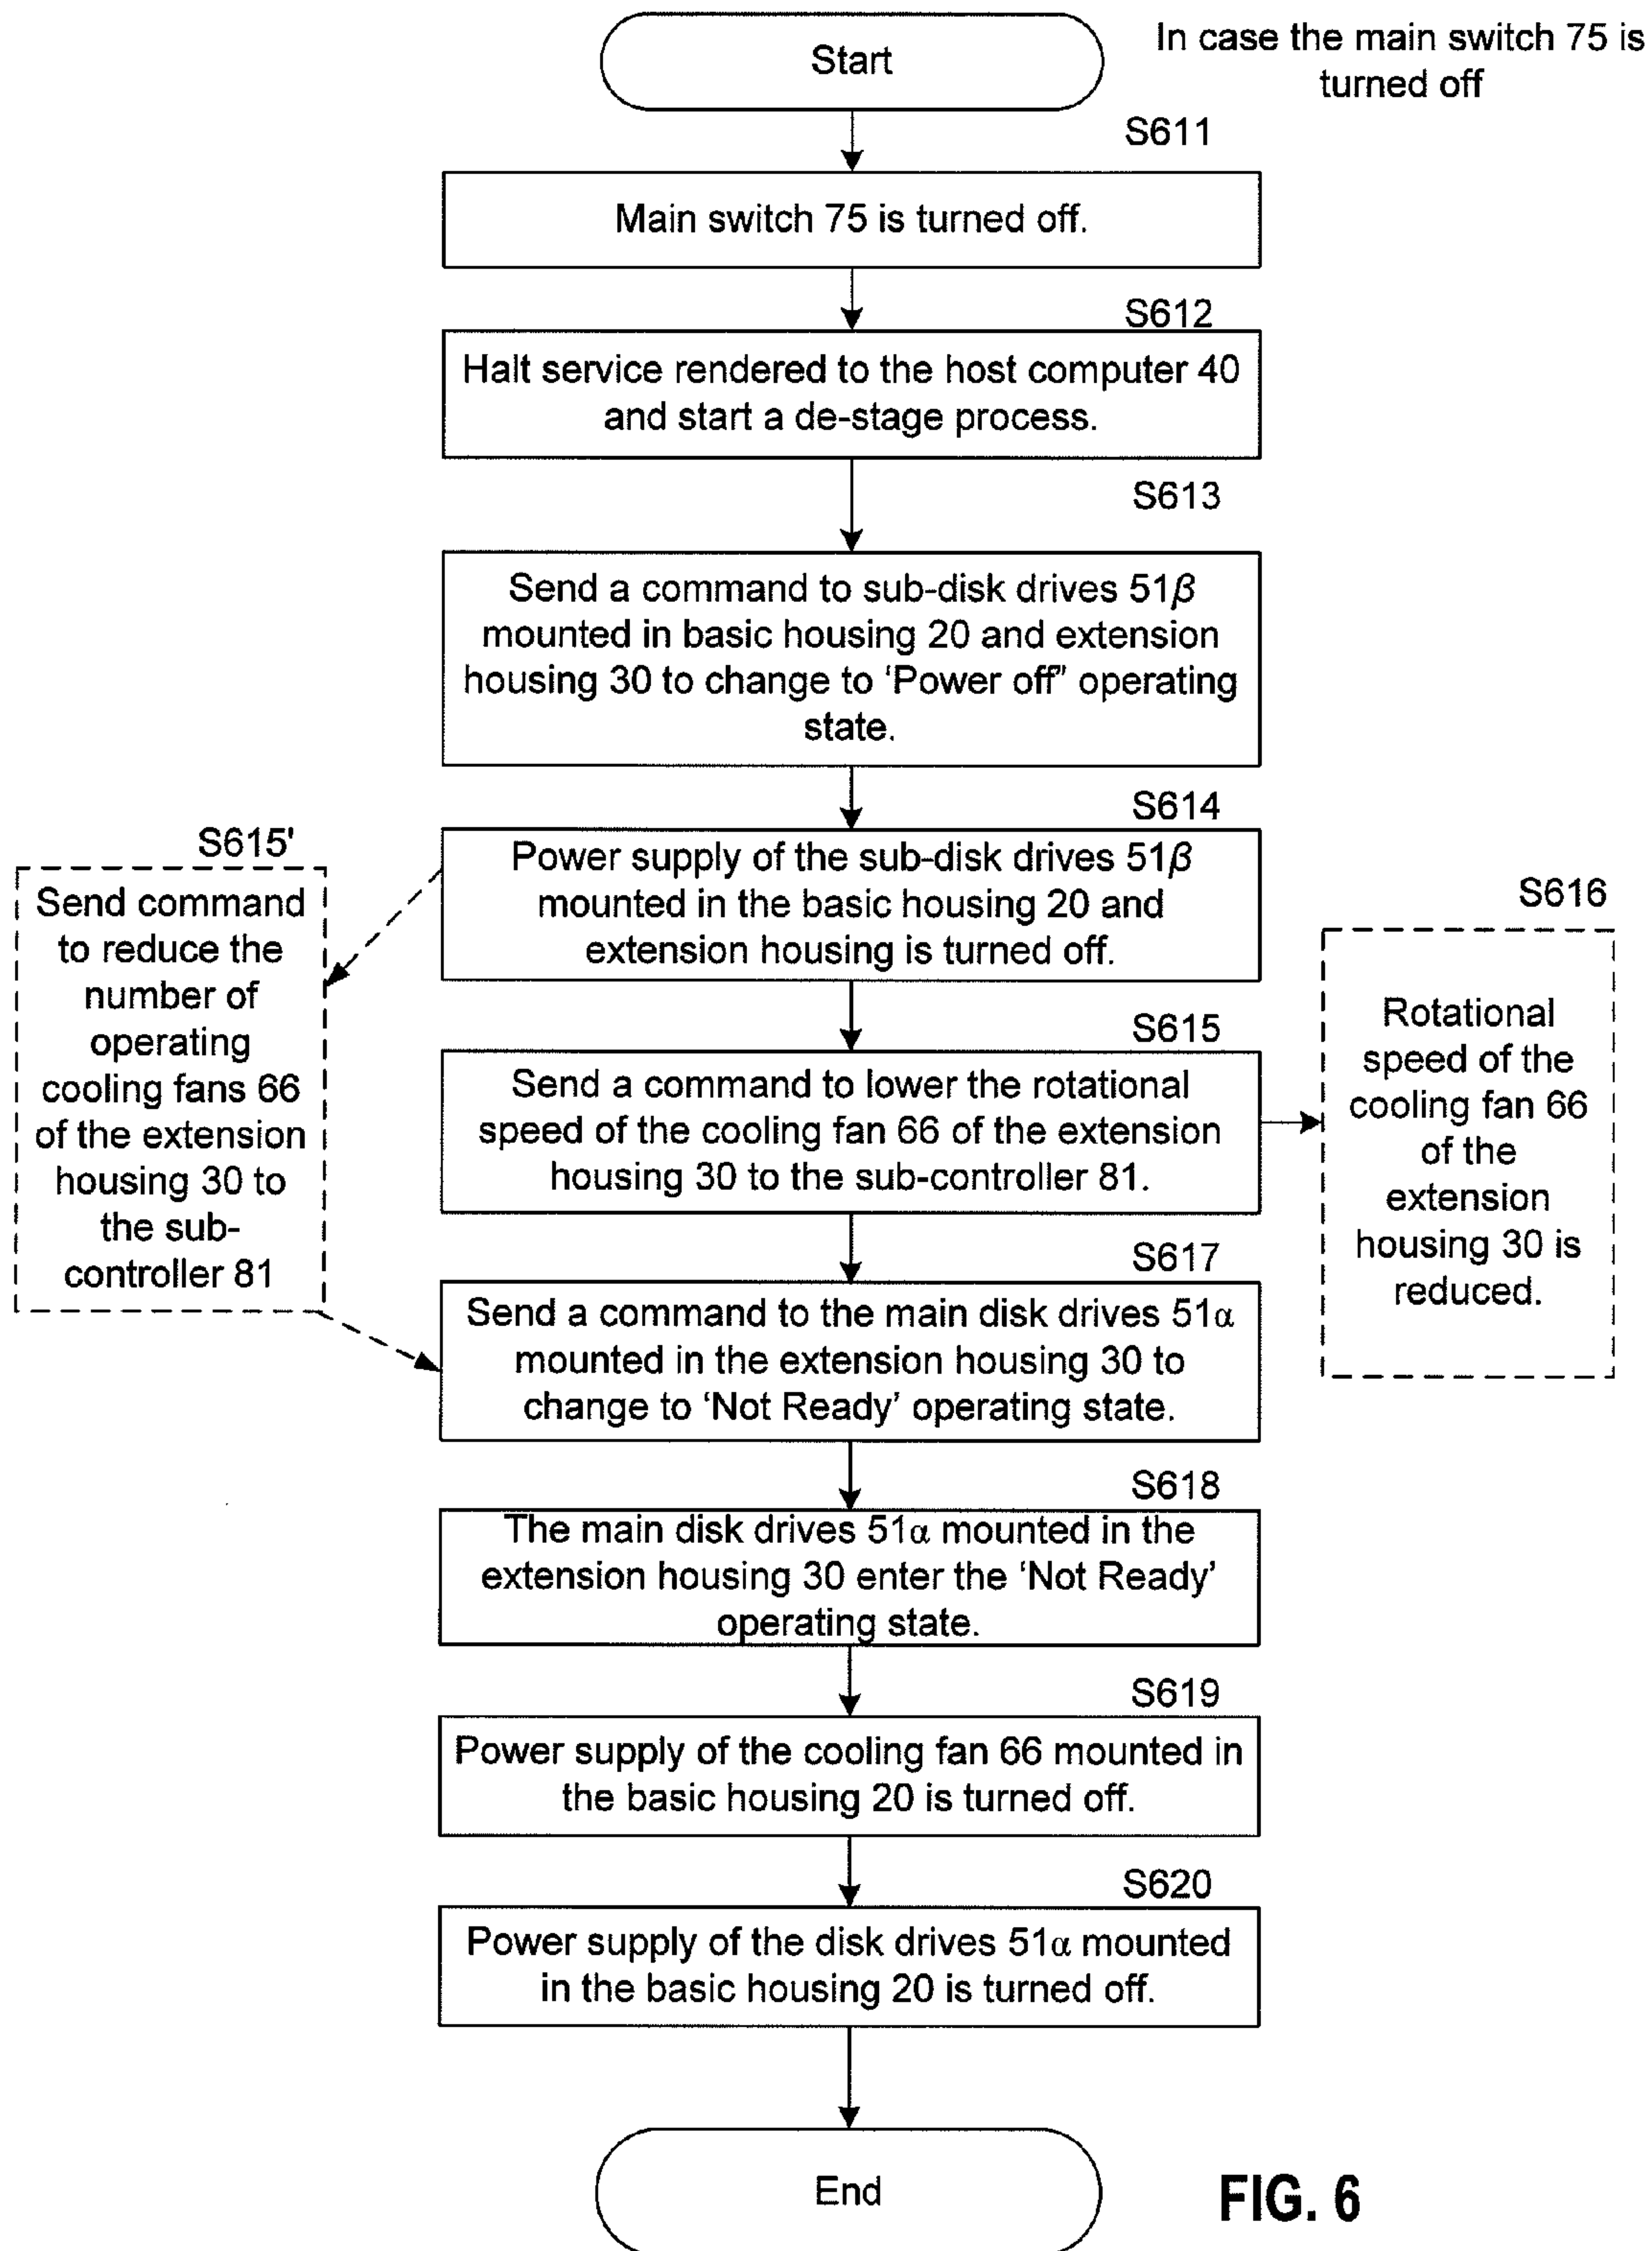 Start
In case the main switch 75 is
turned off
S611
Main switch 75 is turned off.
S612
Halt service rendered to the host computer 40
and start a de-stage process.
S613
Send a command to sub-disk drives 51β
mounted in basic housing 20 and extension
housing 30 to change to ‘Power off” operating
state.
S614
Power supply of the sub-disk drives 51β
mounted in the basic housing 20 and
extension housing is turned off.
S615'
Send command
to reduce the
number of
operating
cooling fans 66
of the extension
housing 30 to
the sub-
controller 81
S615
Send a command to lower the rotational
speed of the cooling fan 66 of the extension
housing 30 to the sub-controller 81.
S616
Rotational
speed of the
cooling fan 66
of the
extension
housing 30 is
reduced.
S617
Send a command to the main disk drives 51α
mounted in the extension housing 30 to
change to ‘Not Ready’ operating state.
S618
The main disk drives 51α mounted in the
extension housing 30 enter the ‘Not Ready’
operating state.
S619
Power supply of the cooling fan 66 mounted in
the basic housing 20 is turned off.
S620
Power supply of the disk drives 51α mounted
in the basic housing 20 is turned off.
End
FIG. 6